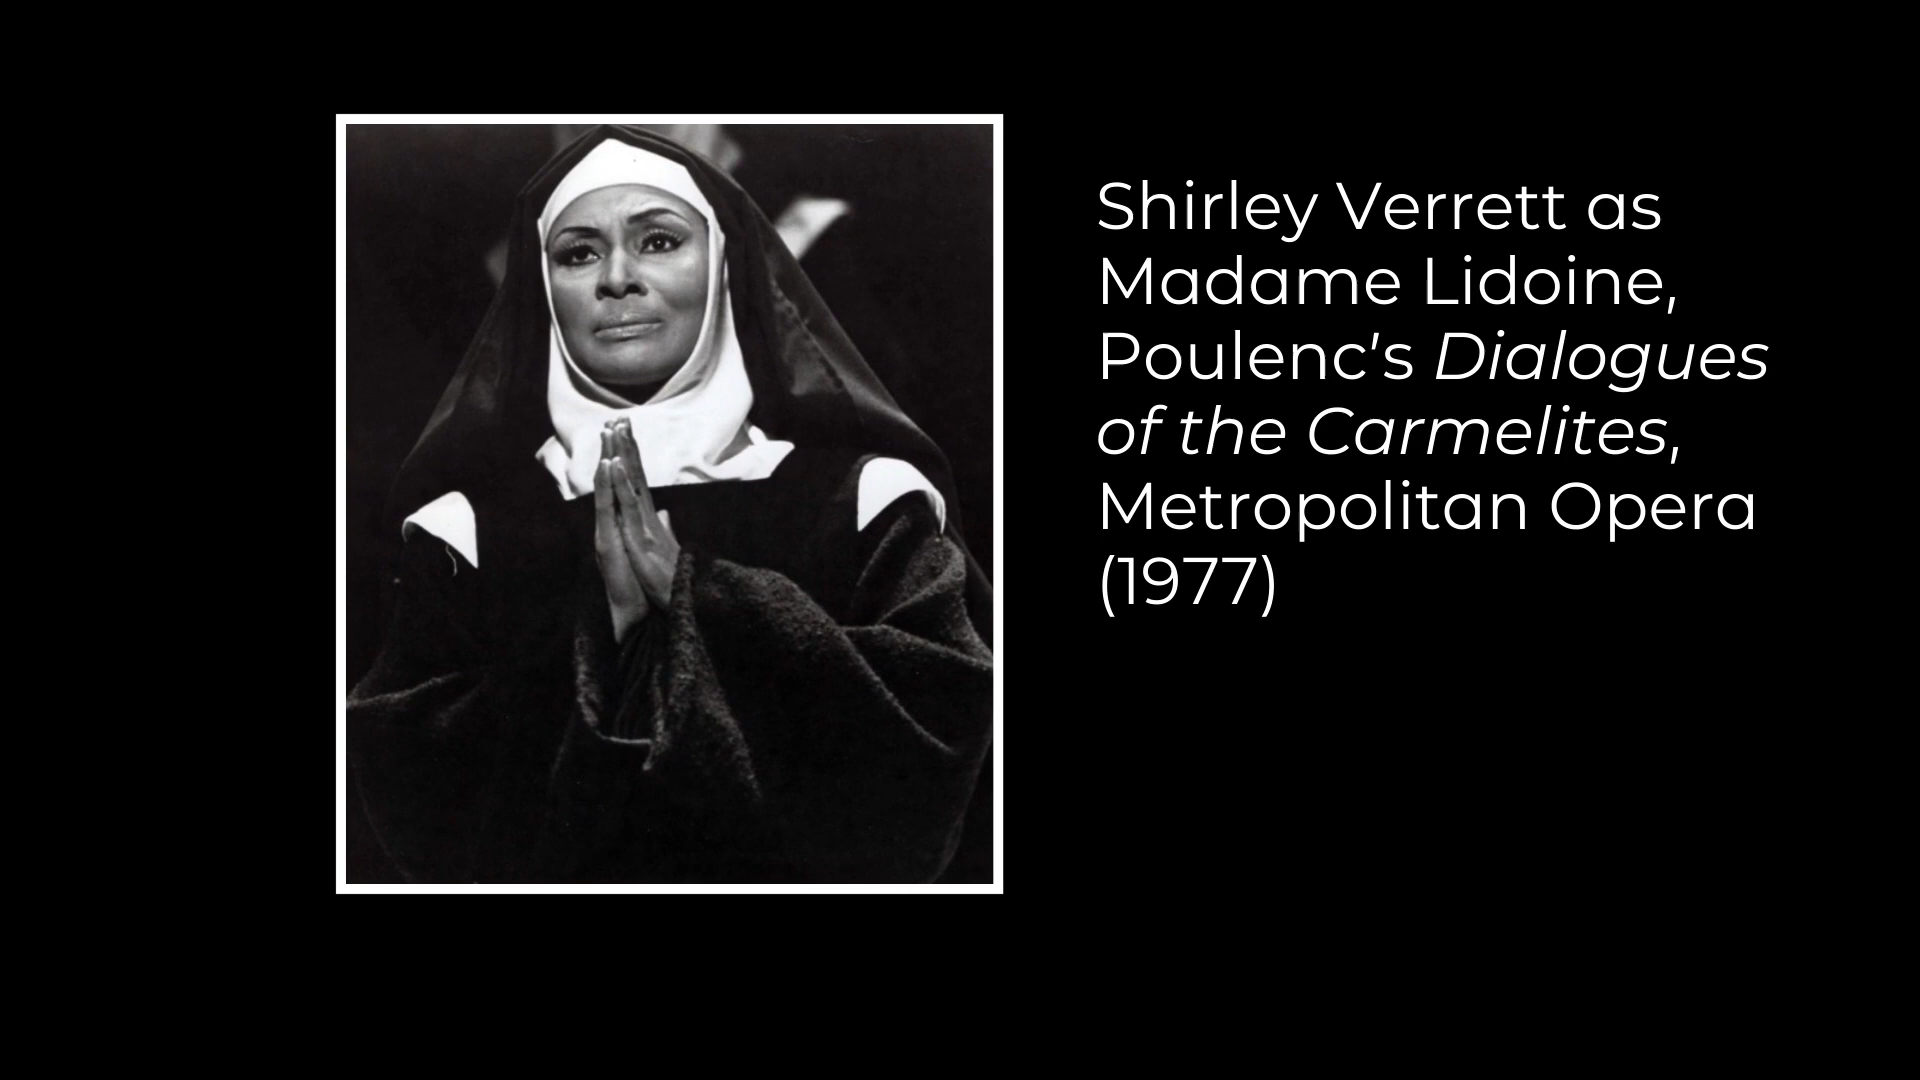 Shirley Verrett as
Madame Lidoine,
Poulenc's Dialogues
of the Carmelites,
Metropolitan Opera
(1977)